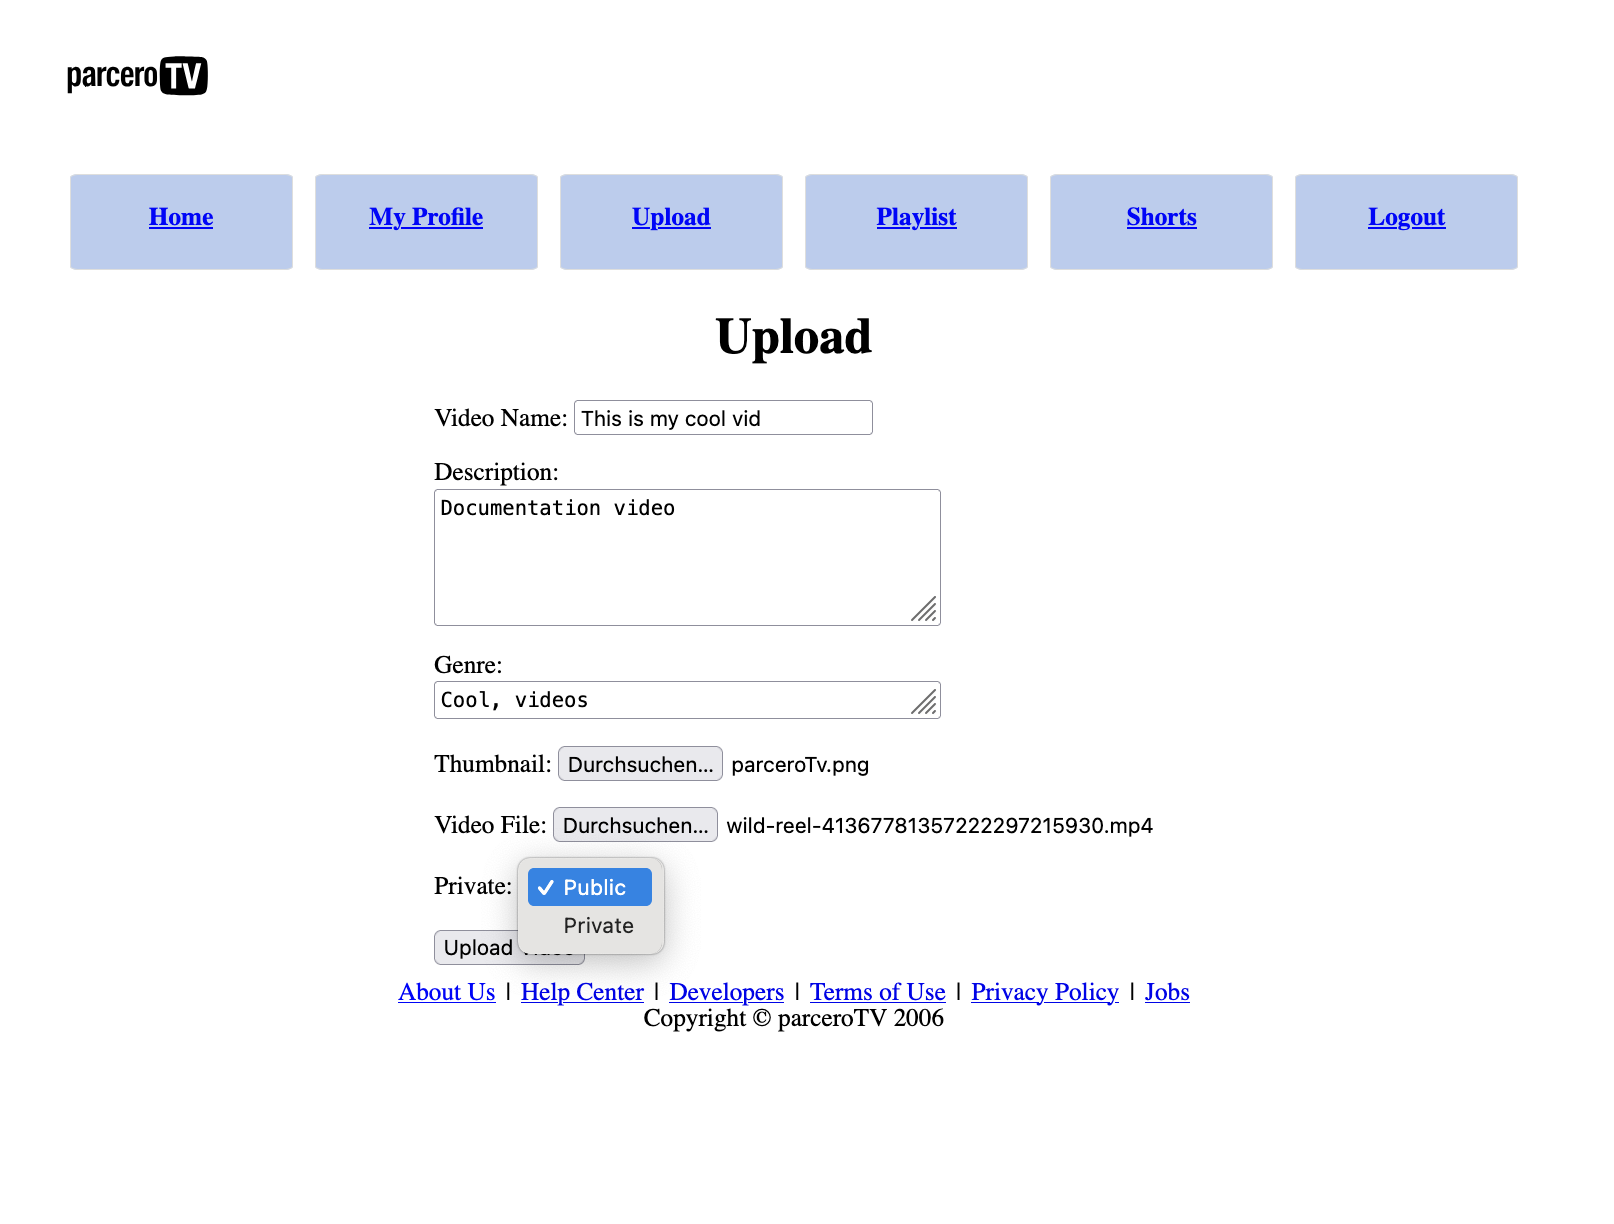 parceroTV
Home My Profile Upload Playlist Shorts Logout
Upload
Video Name: This is my cool vid
Description:
Documentation video
Genre:
Cool, videos
Thumbnail: Durchsuchen... parceroTv.png
Video File: Durchsuchen... wild-reel-41367781357222297215930.mp4
Private: ✓ Public
Private
Upload
About Us | Help Center | Developers | Terms of Use | Privacy Policy | Jobs
Copyright © parceroTV 2006